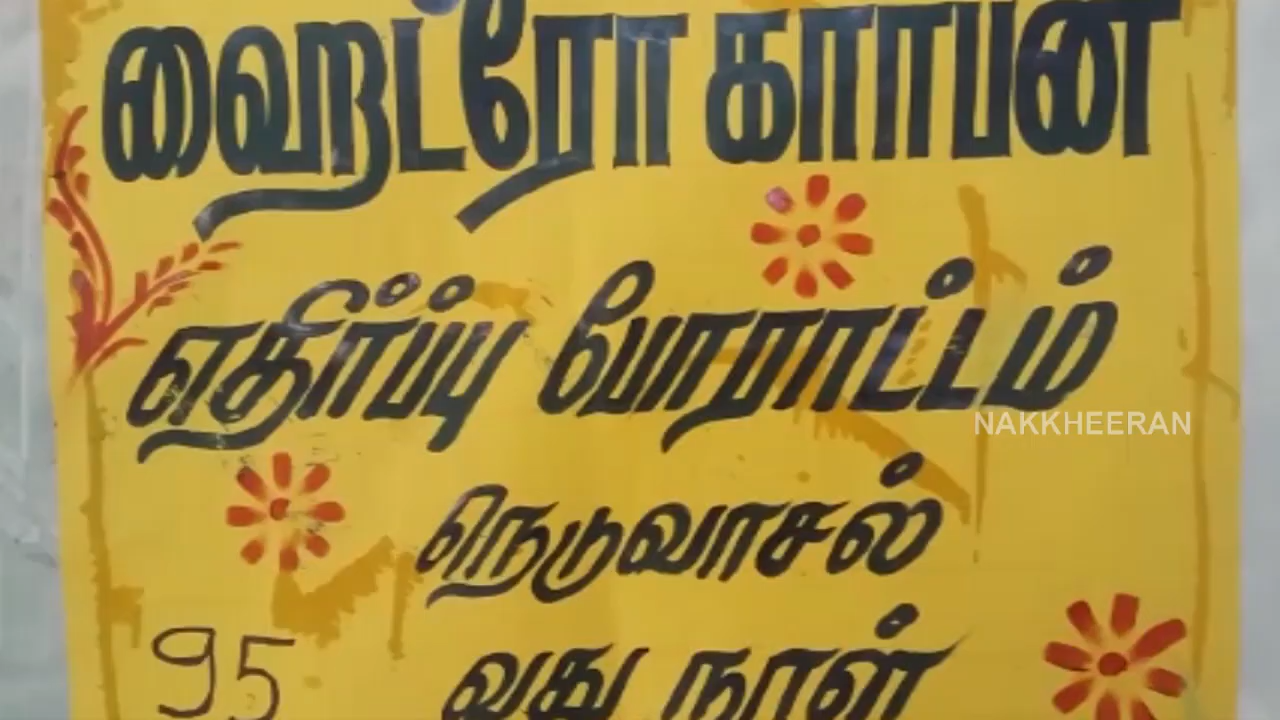 ஹைட்ரோ கார்பன்
எதிர்ப்பு போராட்டம்
NAKKHEERAN
நெடுவாசல்
95 வது நாள்